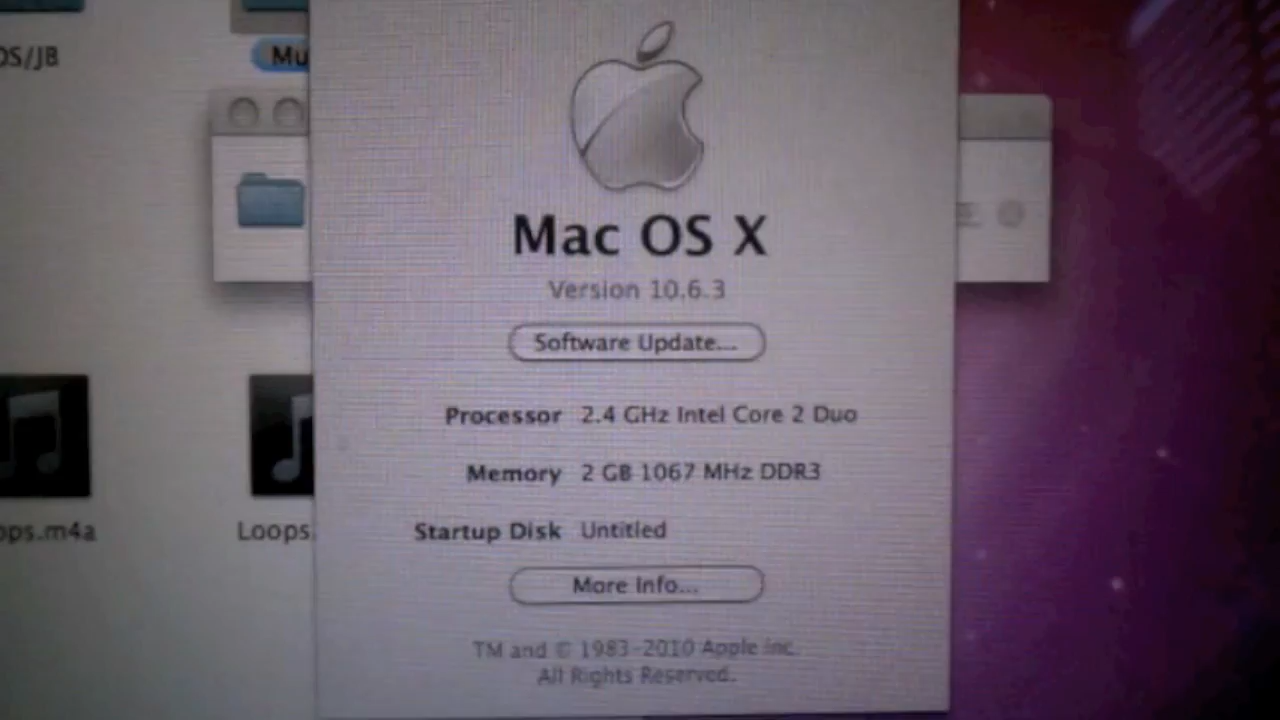 OS/JB
Mu
Mac OS X
Version 10.6.3
Software Update...
Processor 2.4 GHz Intel Core 2 Duo
Memory 2 GB 1067 MHz DDR3
Startup Disk Untitled
More Info...
ops.m4a
Loops.
TM and © 1983-2010 Apple Inc.
All Rights Reserved.